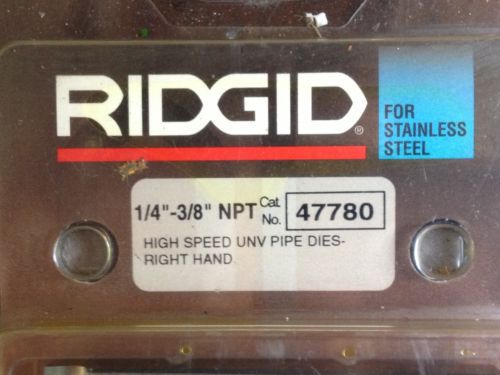 RIDGID®
FOR
STAINLESS
STEEL
1/4"-3/8" NPT Cat. No. 47780
HIGH SPEED UNV PIPE DIES-
RIGHT HAND.